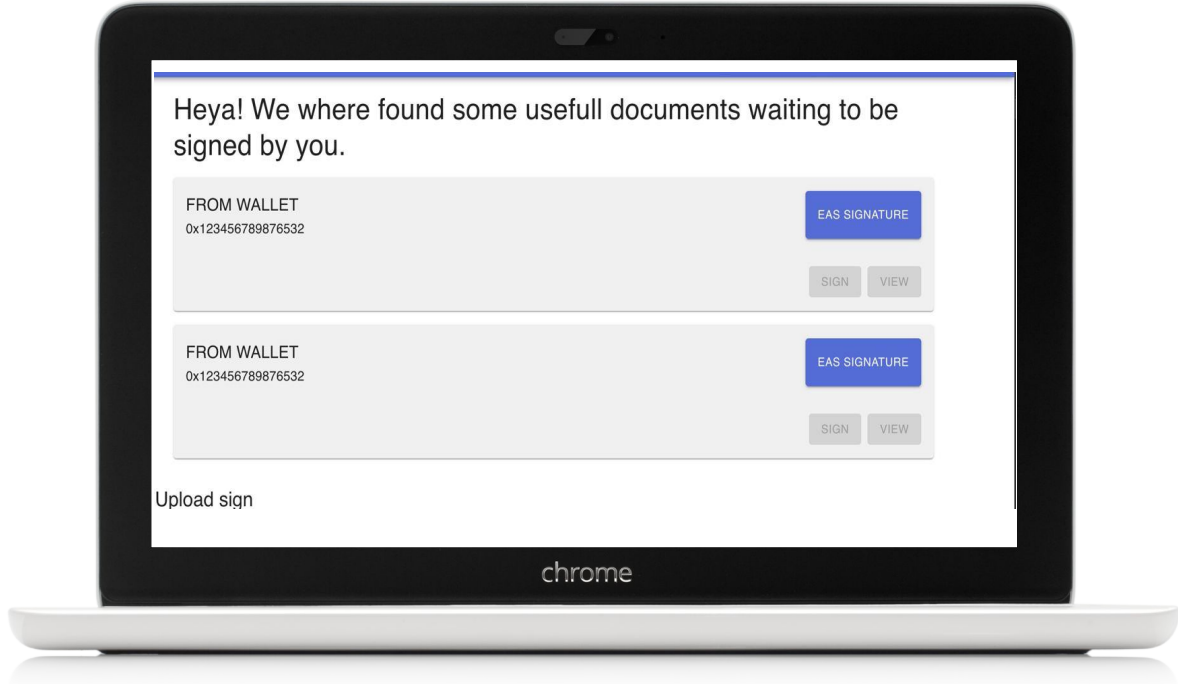 Heya! We where found some usefull documents waiting to be
signed by you.
FROM WALLET
0x123456789876532
EAS SIGNATURE
SIGN VIEW
FROM WALLET
0x123456789876532
EAS SIGNATURE
SIGN VIEW
Upload sign
chrome